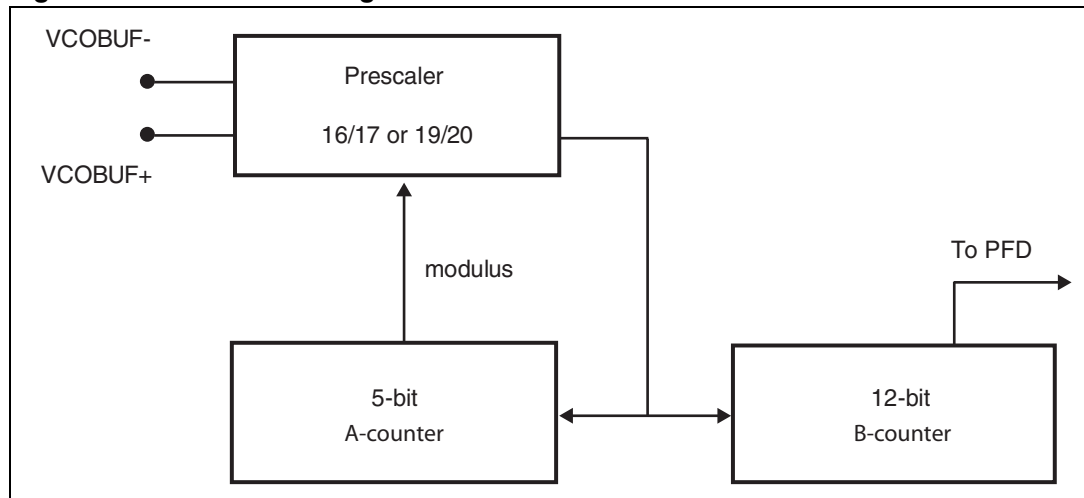 VCOBUF-
Prescaler
16/17 or 19/20
VCOBUF+
modulus
To PFD
5-bit
A-counter
12-bit
B-counter